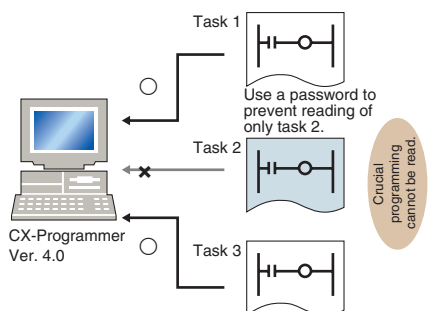 Task 1
Use a password to
prevent reading of
only task 2.
Task 2
Crucial
programming
cannot be read.
CX-Programmer
Ver. 4.0
Task 3